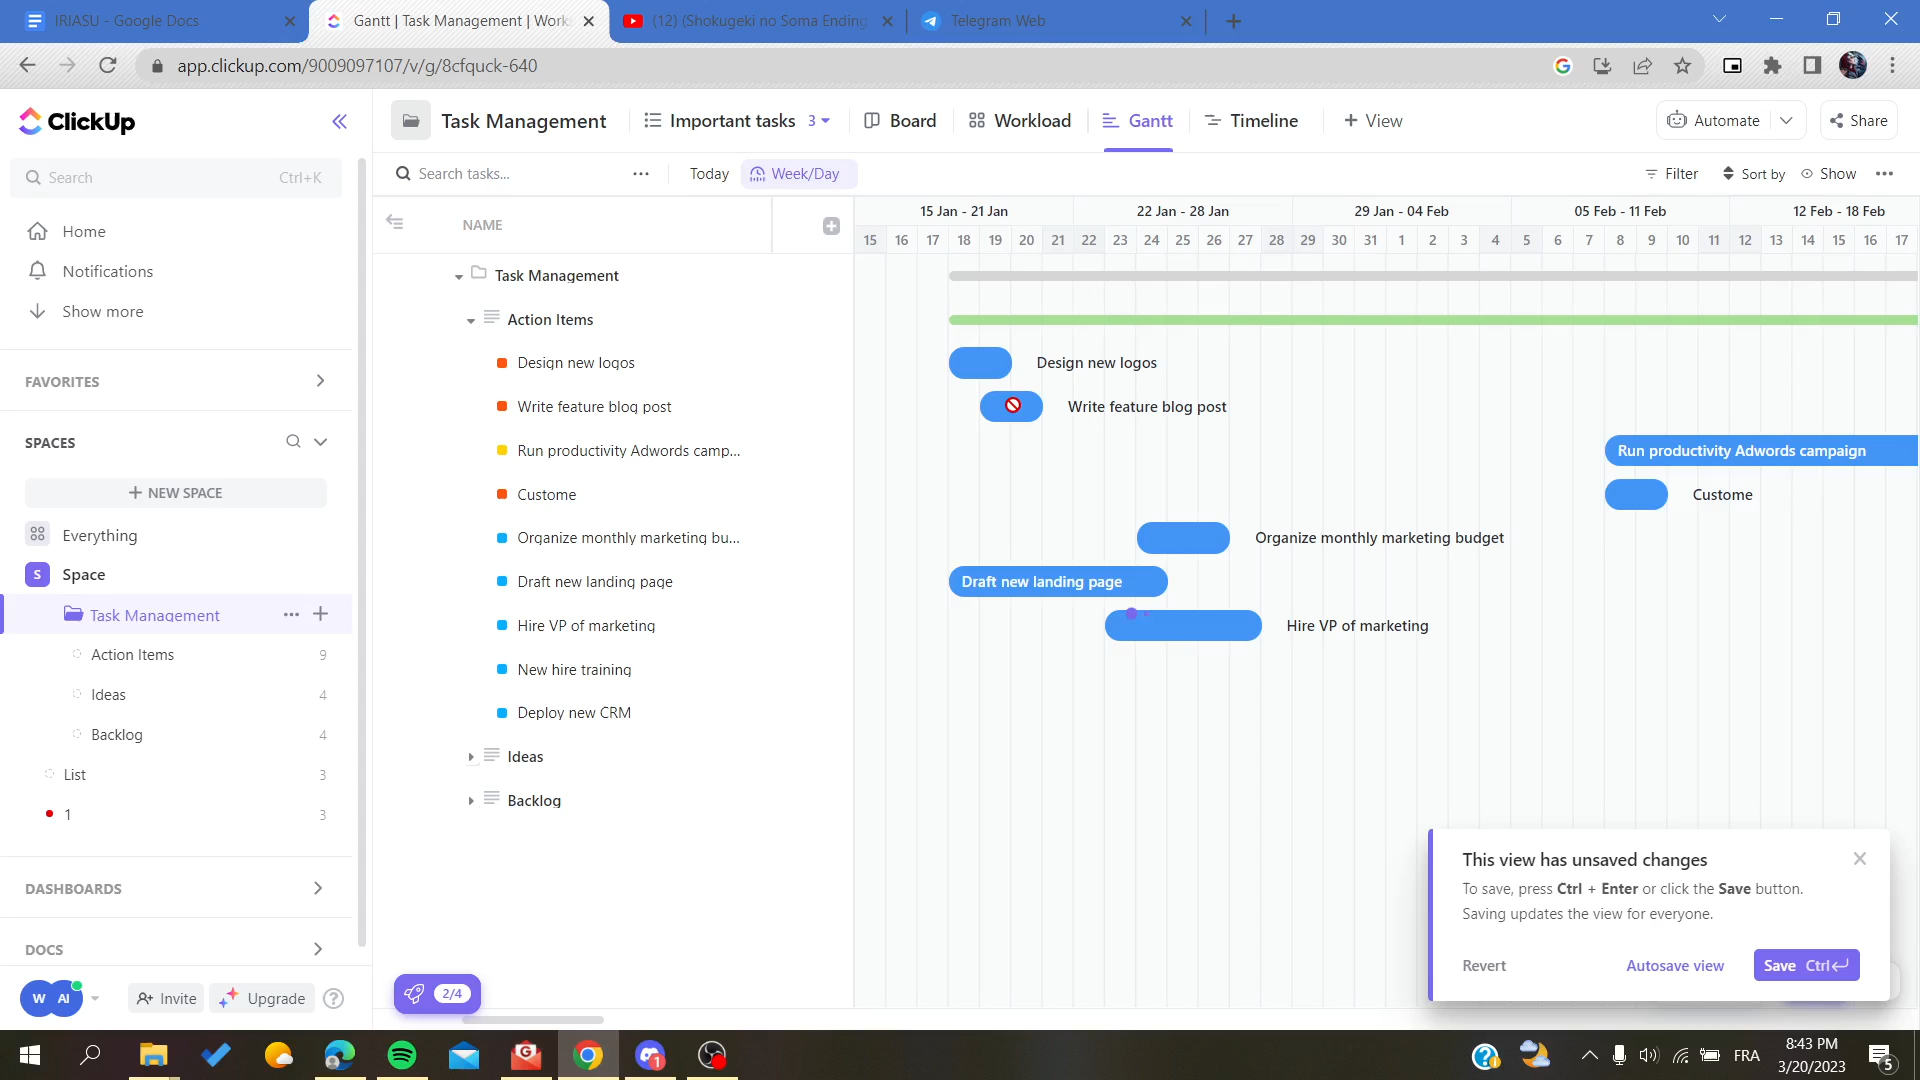 IRIASU - Google Docs
Gantt | Task Management | Works
(12) (Shokugeki no Soma Ending
Telegram Web
app.clickup.com/9009097107/v/g/8cfquck-640
ClickUp
Task Management
Important tasks 3
Board
Workload
Gantt
Timeline
+ View
Automate
Share
Search Ctrl+K
Search tasks...
Today
Week/Day
Filter
Sort by
Show
Home
Notifications
Show more
NAME
15 Jan - 21 Jan
22 Jan - 28 Jan
29 Jan - 04 Feb
05 Feb - 11 Feb
12 Feb - 18 Feb
15 16 17 18 19 20 21 22 23 24 25 26 27 28 29 30 31 1 2 3 4 5 6 7 8 9 10 11 12 13 14 15 16 17
Task Management
Action Items
Design new logos
Design new logos
Write feature blog post
Write feature blog post
Run productivity Adwords camp...
Run productivity Adwords campaign
Custome
Custome
Organize monthly marketing bu...
Organize monthly marketing budget
Draft new landing page
Draft new landing page
Hire VP of marketing
Hire VP of marketing
New hire training
Deploy new CRM
Ideas
Backlog
FAVORITES
SPACES
+ NEW SPACE
Everything
S Space
Task Management
Action Items 9
Ideas 4
Backlog 4
List 3
1 3
DASHBOARDS
DOCS
W AI
Invite
Upgrade
?
2/4
This view has unsaved changes
To save, press Ctrl + Enter or click the Save button.
Saving updates the view for everyone.
Revert
Autosave view
Save Ctrl
1
FRA
8:43 PM
3/20/2023
5